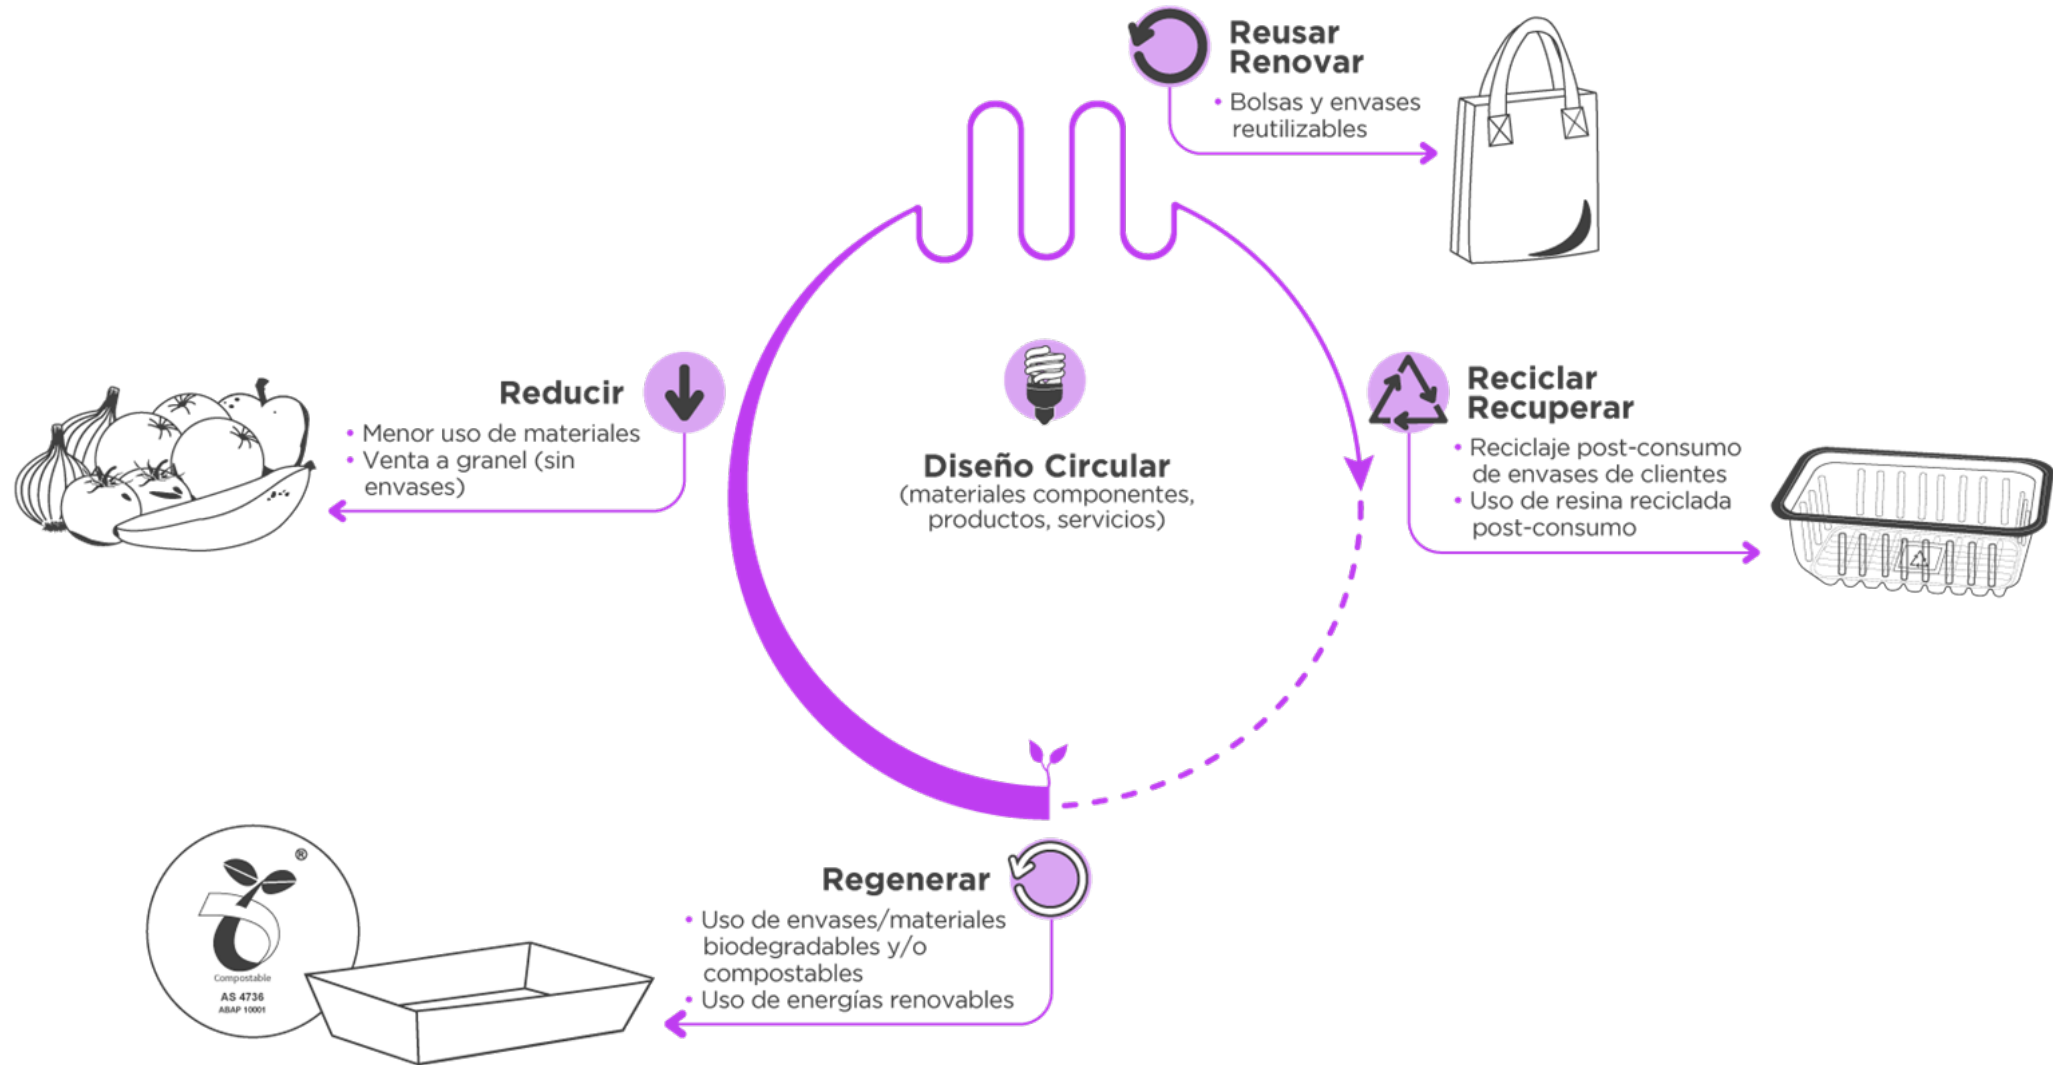 Reusar
Renovar
• Bolsas y envases
reutilizables
Reducir
• Menor uso de materiales
• Venta a granel (sin
envases)
Diseño Circular
(materiales componentes,
productos, servicios)
Reciclar
Recuperar
• Reciclaje post-consumo
de envases de clientes
• Uso de resina reciclada
post-consumo
Regenerar
• Uso de envases/materiales
biodegradables y/o
compostables
• Uso de energías renovables
®
Compostable
AS 4736
ABAP 10001